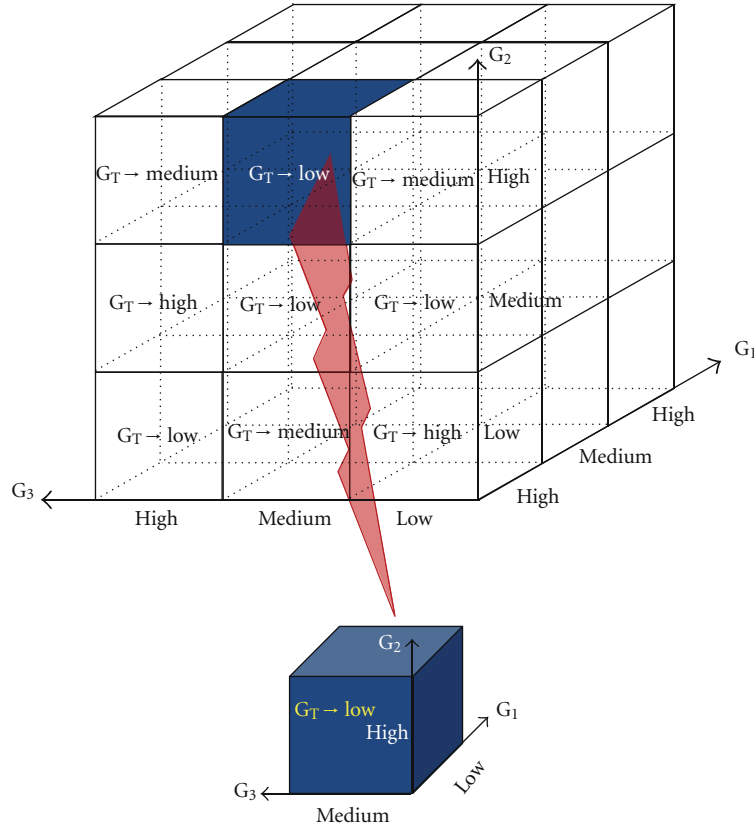 G2
GT → medium
GT → low
GT → medium
High
GT → high
GT → low
GT → low
Medium
G1
GT → low
GT → medium
GT → high
Low
High
Medium
High
G3
High
Medium
Low
G2
GT → low
High
G1
Low
G3
Medium